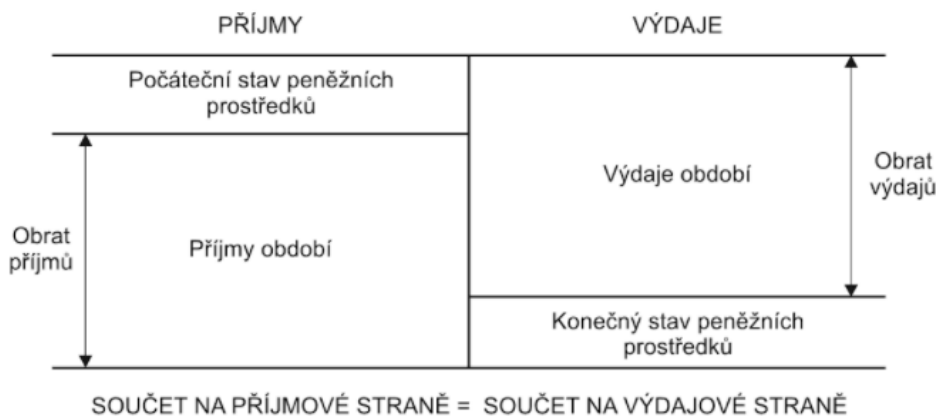 PŘÍJMY
VÝDAJE
Počáteční stav peněžních
prostředků
Obrat
příjmů
Příjmy období
Výdaje období
Obrat
výdajů
Konečný stav peněžních
prostředků
SOUČET NA PŘÍJMOVÉ STRANĚ = SOUČET NA VÝDAJOVÉ STRANĚ